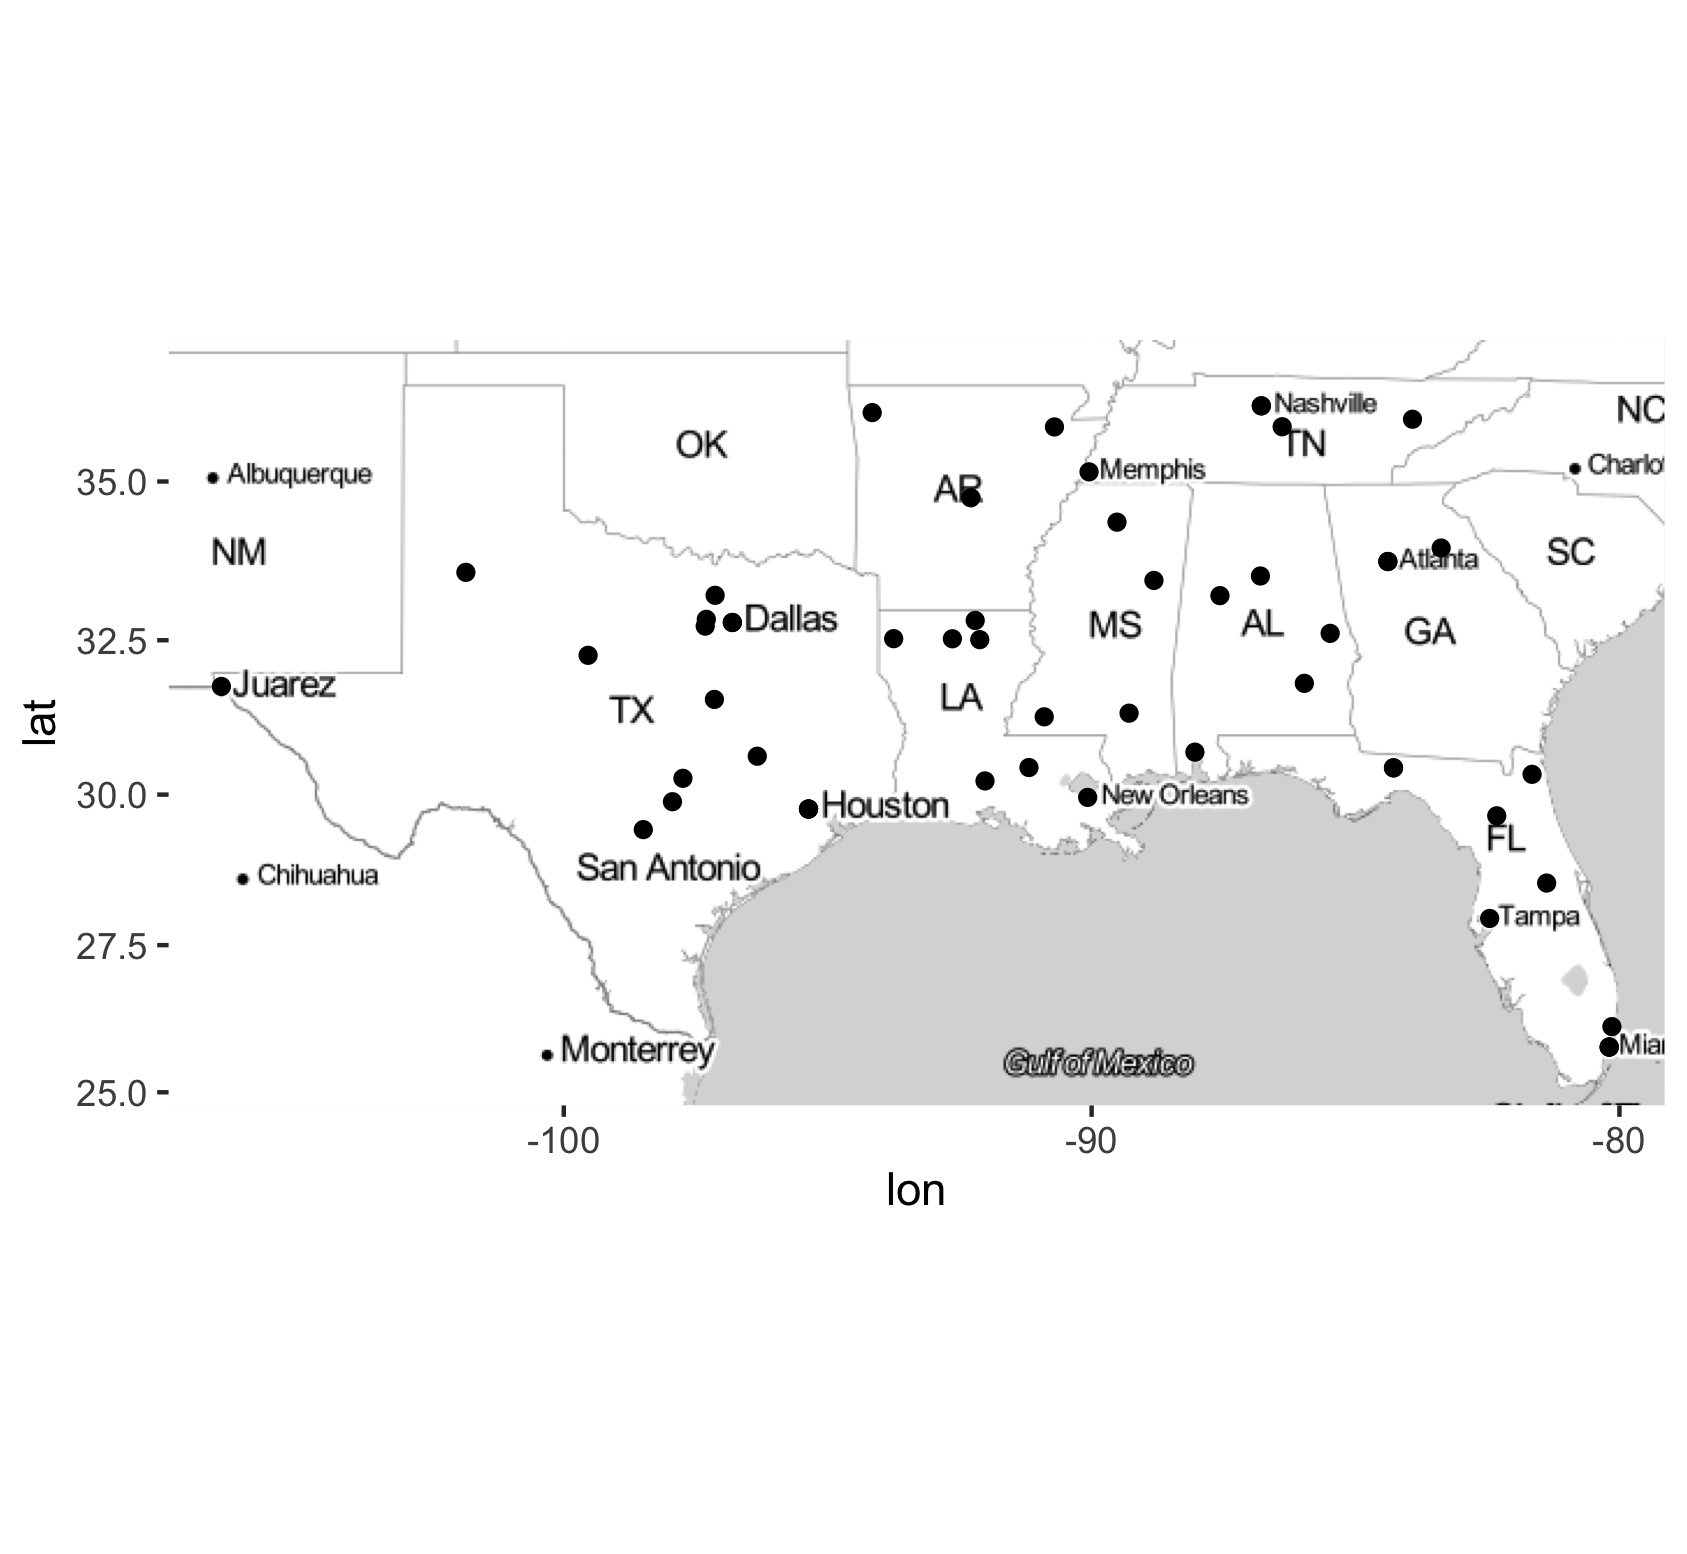 Nashville
NC
TN
OK
35.0
Albuquerque
Memphis
Charlot
AR
NM
Atlanta
SC
Dallas
32.5
MS
AL
GA
Juarez
LA
TX
lat
30.0
Houston
New Orleans
FL
San Antonio
Chihuahua
Tampa
27.5
Monterrey
Gulf of Mexico
Miar
25.0
-100
-90
-80
lon